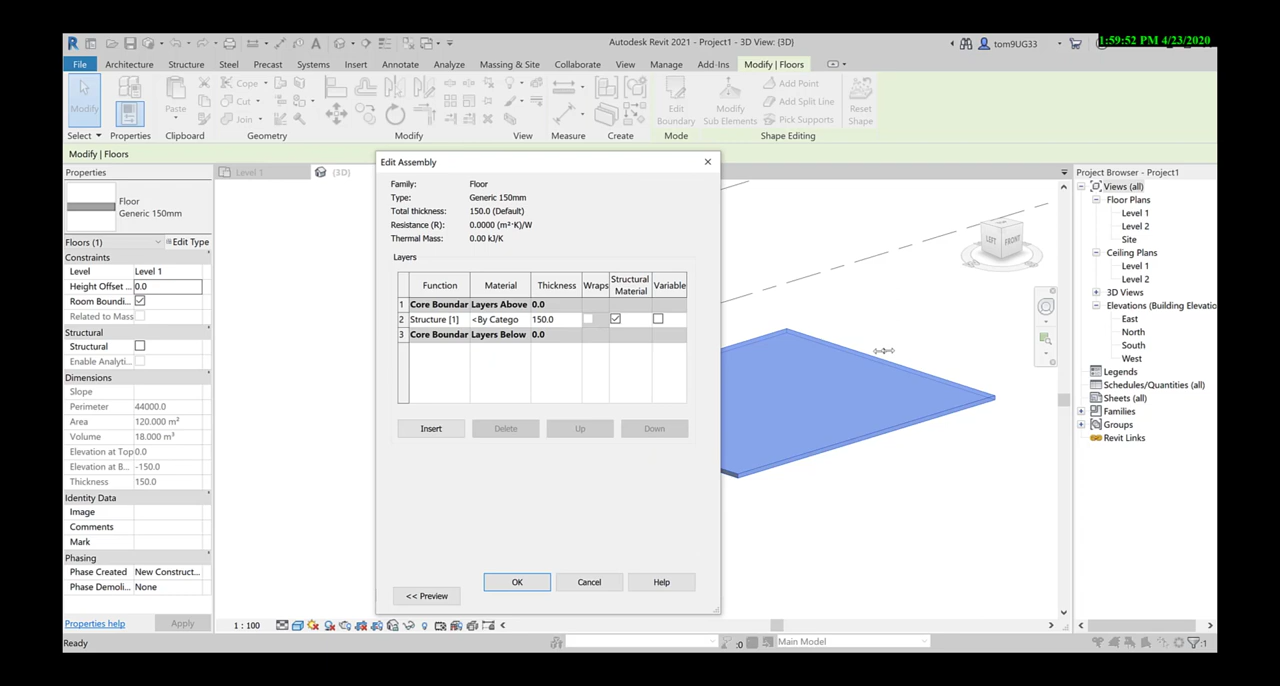 Autodesk Revit 2021 - Project1 - 3D View: {3D}
tom9UG33
1:59:52 PM 4/23/2020
File Architecture Structure Steel Precast Systems Insert Annotate Analyze Massing & Site Collaborate View Manage Add-Ins Modify | Floors
Modify
Paste
Cope
Cut
Join
Edit
Boundary
Modify
Sub Elements
Add Point
Add Split Line
Pick Supports
Reset
Shape
Select Properties Clipboard Geometry Modify View Measure Create Mode Shape Editing
Modify | Floors
Properties
Floor
Generic 150mm
Floors (1) Edit Type
Constraints
Level Level 1
Height Offset ... 0.0
Room Boundi...
Related to Mass
Structural
Structural
Enable Analyti...
Dimensions
Slope
Perimeter 44000.0
Area 120.000 m²
Volume 18.000 m³
Elevation at Top 0.0
Elevation at B... -150.0
Thickness 150.0
Identity Data
Image
Comments
Mark
Phasing
Phase Created New Construct...
Phase Demoli... None
Properties help Apply
Ready
Level 1
{3D}
Edit Assembly
Family: Floor
Type: Generic 150mm
Total thickness: 150.0 (Default)
Resistance (R): 0.0000 (m²·K)/W
Thermal Mass: 0.00 kJ/K
Layers
Function Material Thickness Wraps Structural Material Variable
1 Core Boundar Layers Above 0.0
2 Structure [1] <By Catego 150.0
3 Core Boundar Layers Below 0.0
Insert Delete Up Down
OK Cancel Help
<< Preview
LEFT FRONT
1 : 100
:0
Main Model
:1
Project Browser - Project1
Views (all)
Floor Plans
Level 1
Level 2
Site
Ceiling Plans
Level 1
Level 2
3D Views
Elevations (Building Elevatio
East
North
South
West
Legends
Schedules/Quantities (all)
Sheets (all)
Families
Groups
Revit Links